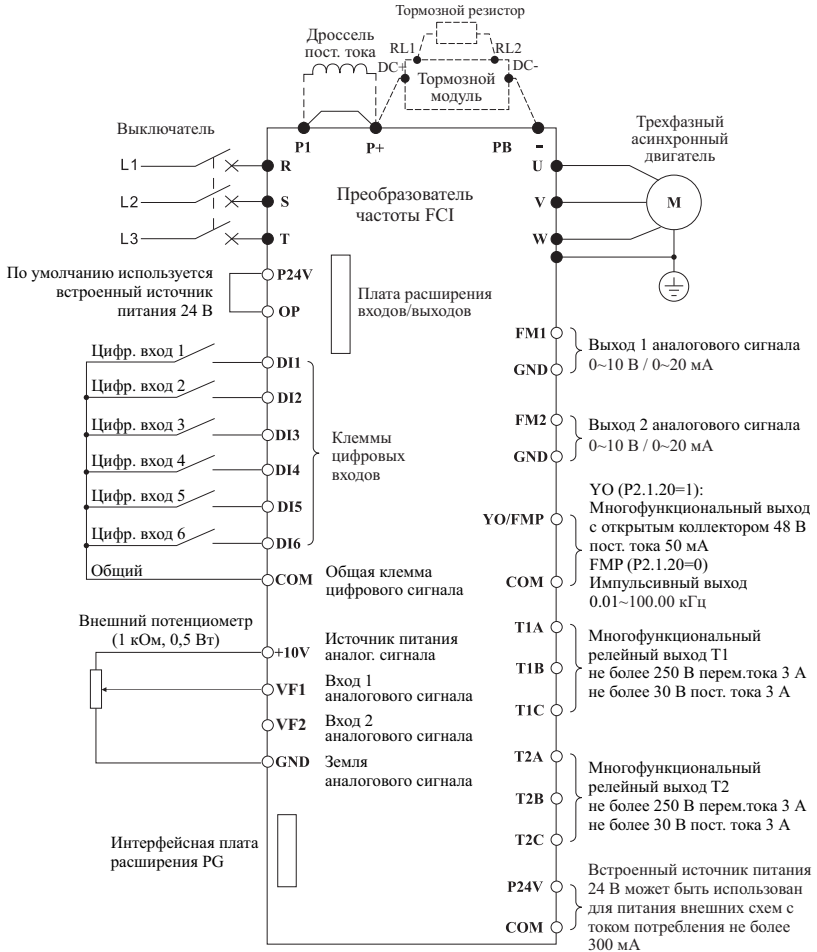 Тормозной резистор
Дроссель
пост. тока
RL1
RL2
DC+
DC-
Тормозной
модуль
Выключатель
P1
P+
PB
-
Трехфазный
асинхронный
двигатель
L1
R
U
L2
S
V
M
L3
T
W
Преобразователь
частоты FCI
По умолчанию используется
встроенный источник
питания 24 В
P24V
OP
Плата расширения
входов/выходов
Цифр. вход 1
DI1
Цифр. вход 2
DI2
Цифр. вход 3
DI3
Цифр. вход 4
DI4
Цифр. вход 5
DI5
Цифр. вход 6
DI6
Клеммы
цифровых
входов
Общий
COM
Общая клемма
цифрового сигнала
Внешний потенциометр
(1 кОм, 0,5 Вт)
+10V
Источник питания
аналог. сигнала
VF1
Вход 1
аналогового сигнала
VF2
Вход 2
аналогового сигнала
GND
Земля
аналогового сигнала
Интерфейсная плата
расширения PG
FM1
GND
Выход 1 аналогового сигнала
0~10 В / 0~20 мА
FM2
GND
Выход 2 аналогового сигнала
0~10 В / 0~20 мА
YO/FMP
COM
YO (P2.1.20=1):
Многофункциональный выход
с открытым коллектором 48 В
пост. тока 50 мА
FMP (P2.1.20=0)
Импульсивный выход
0.01~100.00 кГц
T1A
T1B
T1C
Многофункциональный
релейный выход T1
не более 250 В перем.тока 3 А
не более 30 В пост. тока 3 А
T2A
T2B
T2C
Многофункциональный
релейный выход T2
не более 250 В перем.тока 3 А
не более 30 В пост. тока 3 А
P24V
COM
Встроенный источник питания
24 В может быть использован
для питания внешних схем с
током потребления не более
300 мА